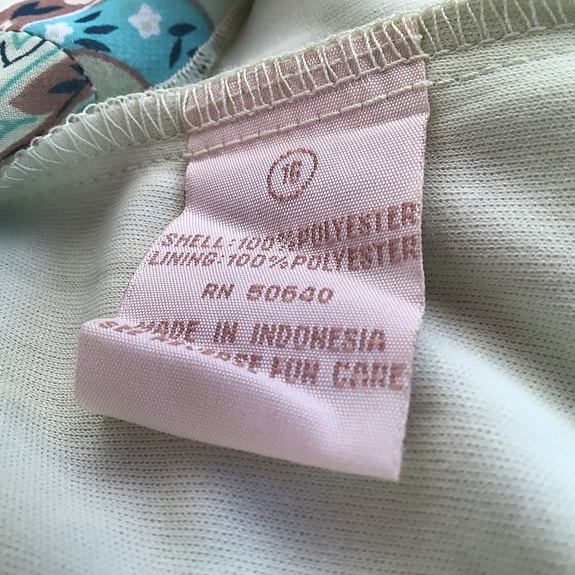 16
SHELL:100%POLYESTER
LINING:100%POLYESTER
RN 50640
MADE IN INDONESIA
FOR CARE